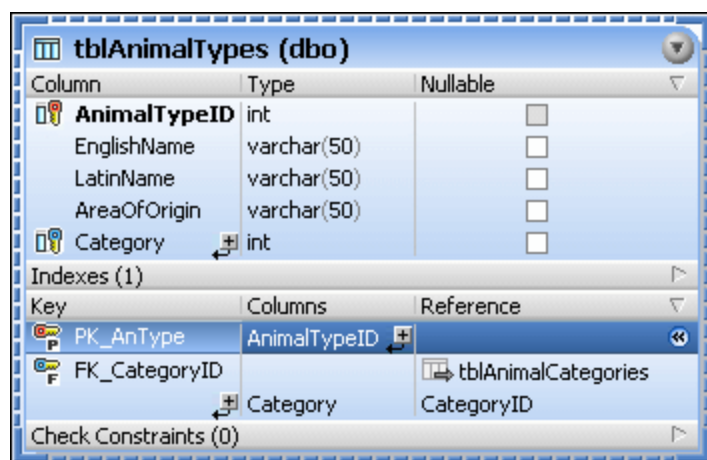 tblAnimalTypes (dbo)
Column Type Nullable
AnimalTypeID int
EnglishName varchar(50)
LatinName varchar(50)
AreaOfOrigin varchar(50)
Category int
Indexes (1)
Key Columns Reference
PK_AnType AnimalTypeID
FK_CategoryID tblAnimalCategories
Category CategoryID
Check Constraints (0)